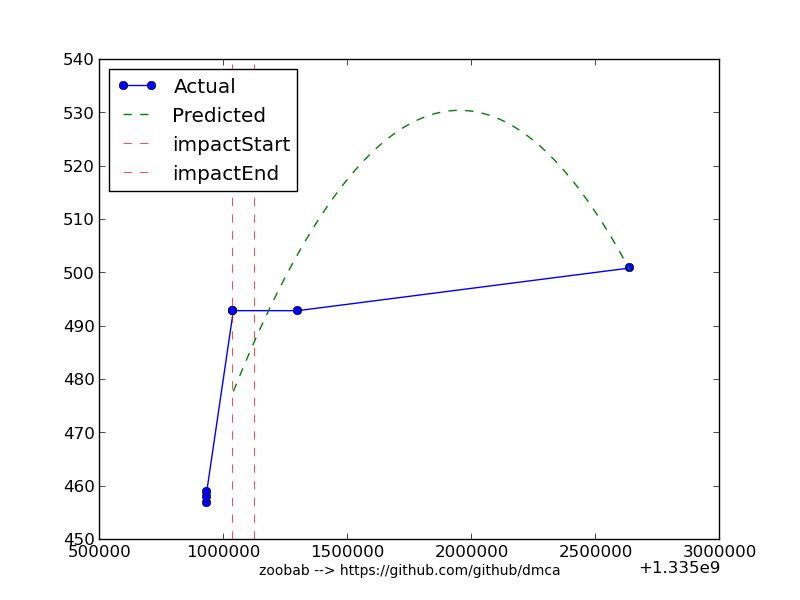 540
530
520
510
500
490
480
470
460
450
Actual
Predicted
impactStart
impactEnd
500000 1000000 1500000 2000000 2500000 3000000
+1.335e9
zoobab --> https://github.com/github/dmca